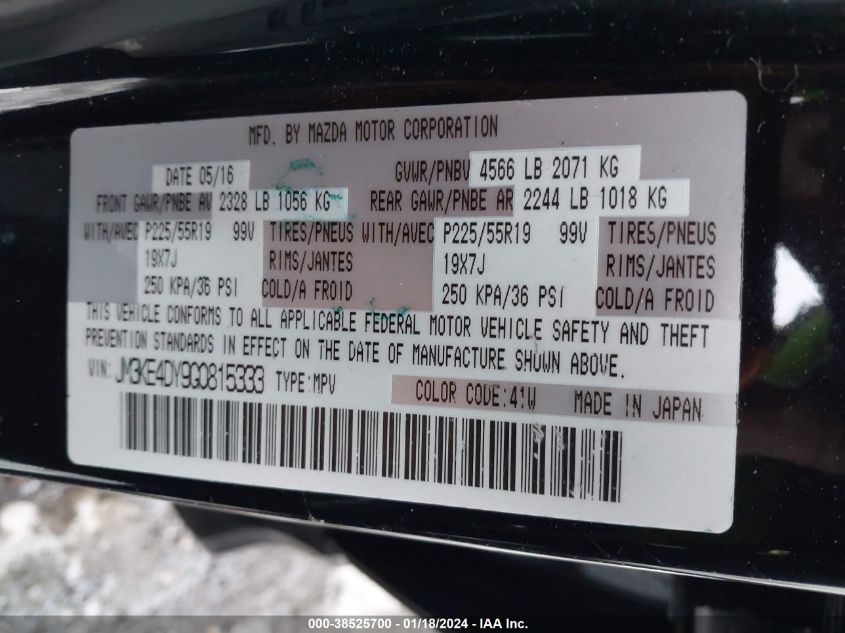 MFD. BY MAZDA MOTOR CORPORATION
DATE 05/16 GVWR/PNBV 4566 LB 2071 KG
FRONT GAWR/PNBE AV 2328 LB 1056 KG REAR GAWR/PNBE AR 2244 LB 1018 KG
WITH/AVEC P225/55R19 99V TIRES/PNEUS WITH/AVEC P225/55R19 99V TIRES/PNEUS
19X7J RIMS/JANTES 19X7J RIMS/JANTES
250 KPA/36 PSI COLD/A FROID 250 KPA/36 PSI COLD/A FROID
THIS VEHICLE CONFORMS TO ALL APPLICABLE FEDERAL MOTOR VEHICLE SAFETY AND THEFT
PREVENTION STANDARDS IN EFFECT ON THE DATE OF MANUFACTURE SHOWN ABOVE.
VIN: JM3KE4DY9G0815333 TYPE:MPV COLOR CODE:41W MADE IN JAPAN
000-38525700 - 01/18/2024 - IAA Inc.